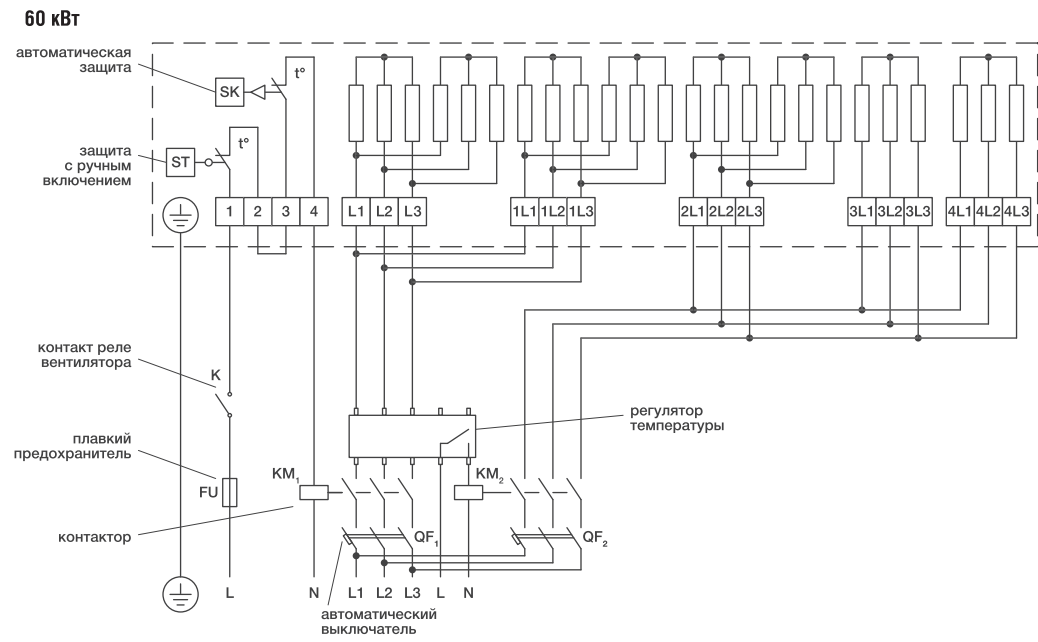 60 кВт
автоматическая
защита
SK
t°
защита
с ручным
включением
ST
t°
1 2 3 4 L1 L2 L3 1L1 1L2 1L3 2L1 2L2 2L3 3L1 3L2 3L3 4L1 4L2 4L3
контакт реле
вентилятора
K
регулятор
температуры
плавкий
предохранитель
FU
KM1
KM2
контактор
QF1
QF2
L N L1 L2 L3 L N
автоматический
выключатель